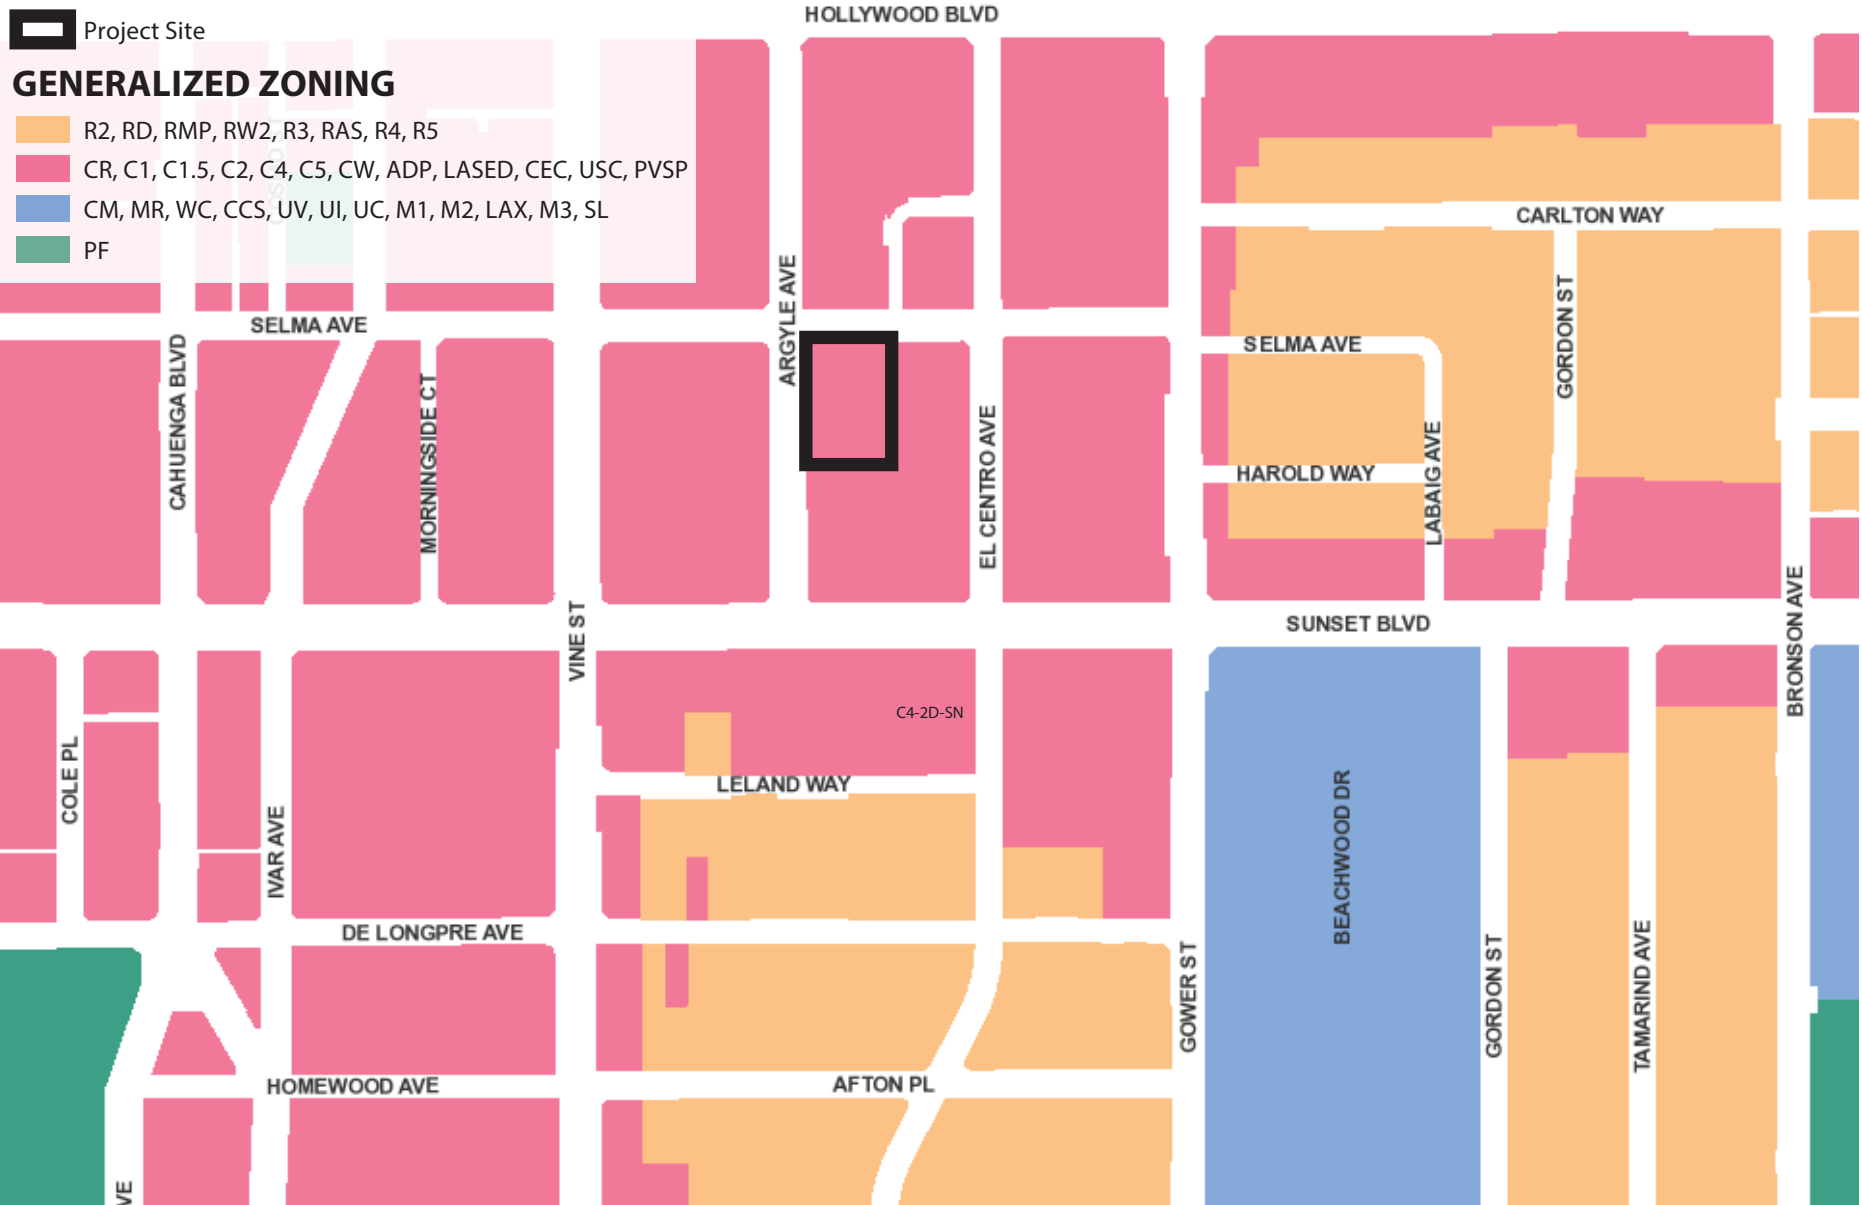 HOLLYWOOD BLVD
Project Site
GENERALIZED ZONING
R2, RD, RMP, RW2, R3, RAS, R4, R5
CR, C1, C1.5, C2, C4, C5, CW, ADP, LASED, CEC, USC, PVSP
CM, MR, WC, CCS, UV, UI, UC, M1, M2, LAX, M3, SL
PF
CARLTON WAY
SELMA AVE
ARGYLE AVE
SELMA AVE
GORDON ST
CAHUENGA BLVD
MORNINGSIDE CT
EL CENTRO AVE
HAROLD WAY
LABAIG AVE
SUNSET BLVD
VINE ST
BRONSON AVE
C4-2D-SN
COLE PL
LELAND WAY
IVAR AVE
BEACHWOOD DR
DE LONGPRE AVE
GOWER ST
GORDON ST
TAMARIND AVE
HOMEWOOD AVE
AFTON PL
VE